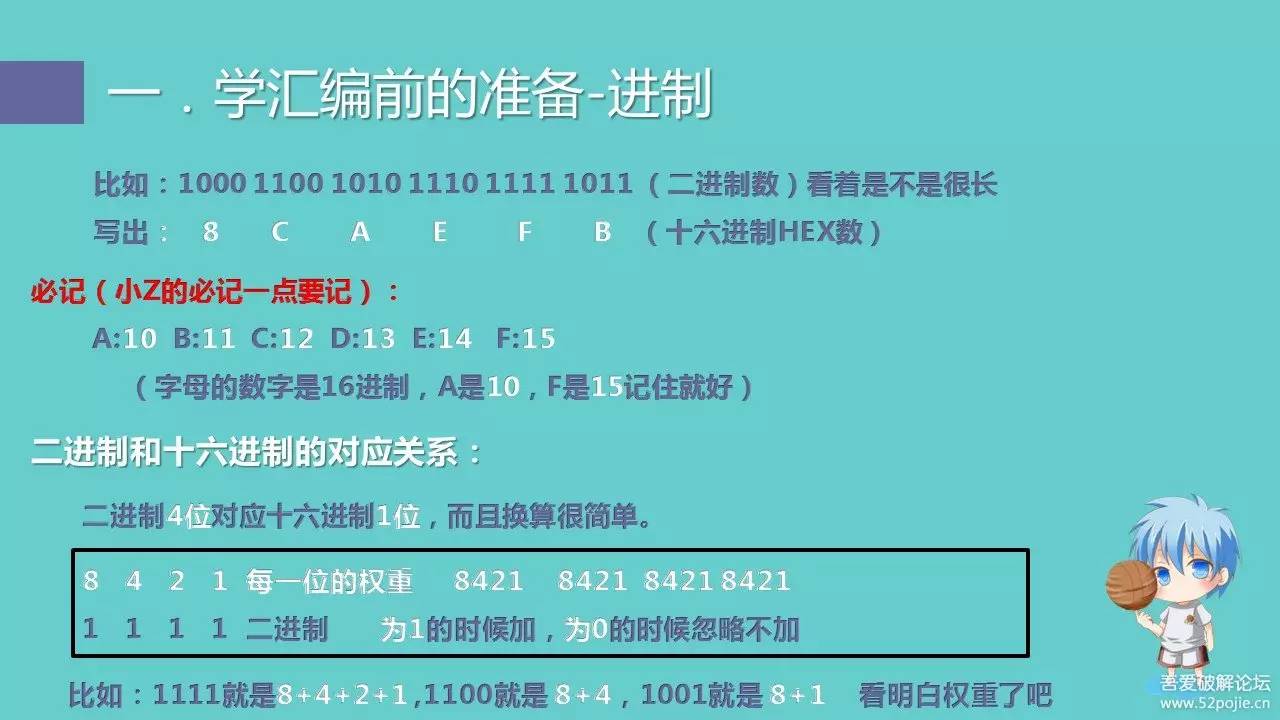 一．学汇编前的准备-进制
比如：1000 1100 1010 1110 1111 1011（二进制数）看着是不是很长
写出： 8 C A E F B （十六进制HEX数）
必记（小Z的必记一点要记）：
A:10 B:11 C:12 D:13 E:14 F:15
（字母的数字是16进制，A是10，F是15记住就好）
二进制和十六进制的对应关系：
二进制4位对应十六进制1位，而且换算很简单。
8 4 2 1 每一位的权重 8421 8421 8421 8421
1 1 1 1 二进制 为1的时候加，为0的时候忽略不加
比如：1111就是8+4+2+1 ,1100就是 8+4，1001就是 8+1 看明白权重了吧
吾爱破解论坛
www.52pojie.cn